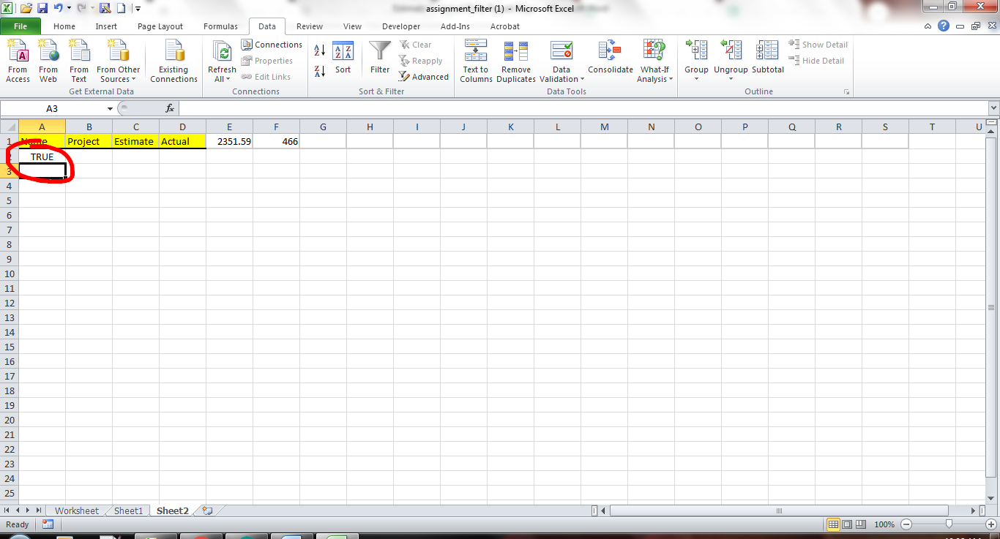 assignment_filter (1) - Microsoft Excel
File Home Insert Page Layout Formulas Data Review View Developer Add-Ins Acrobat
From Access
From Web
From Text
From Other Sources
Existing Connections
Get External Data
Refresh All
Connections
Properties
Edit Links
Connections
Sort
Filter
Clear
Reapply
Advanced
Sort & Filter
Text to Columns
Remove Duplicates
Data Validation
Consolidate
What-If Analysis
Data Tools
Group
Ungroup
Subtotal
Show Detail
Hide Detail
Outline
A3 fx
A B C D E F G H I J K L M N O P Q R S T U
1 Name Project Estimate Actual 2351.59 466
2 TRUE
3
4
5
6
7
8
9
10
11
12
13
14
15
16
17
18
19
20
21
22
23
24
25
Worksheet Sheet1 Sheet2
Ready 100%